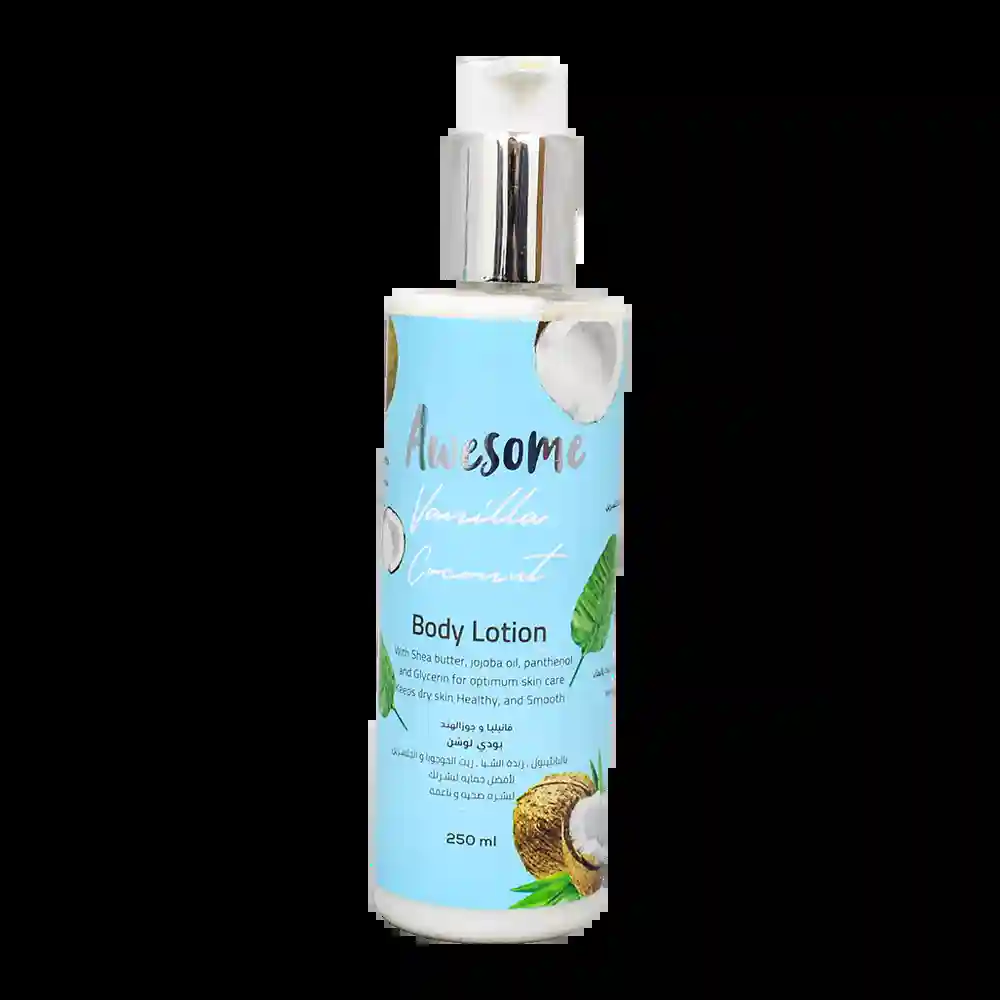 Awesome
Vanilla
Coconut
Body Lotion
With Shea butter, jojoba oil, panthenol
and Glycerin for optimum skin care
Keeps dry skin Healthy, and Smooth
فانيليا و جوزالهند
بودي لوشن
بالبانثينول ، زبدة الشيا ، زيت الجوجوبا و الجلسرين
لأفضل حماية لبشرتك
لبشره صحيه و ناعمة
250 ml